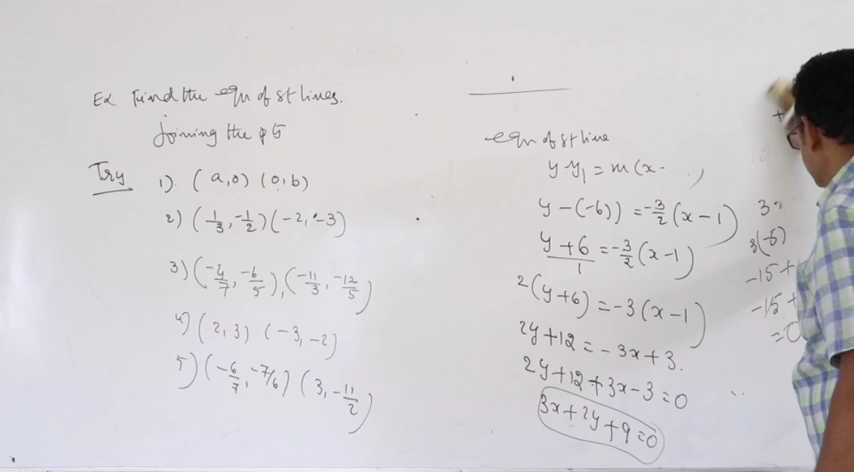 Ex Find the eqn of st lines.
joining the pts
Try
1). (a,0) (0,b)
2) (1/3, -1/2) (-2, -3)
3) (-4/7, -6/5), (-11/3, -12/5)
4) (2,3) (-3,-2)
5) (-6/7, -7/6) (3, -11/2)
eqn of st line
y-y₁ = m(x-
y-(-6)) = -3/2 (x-1)
y+6/1 = -3/2 (x-1)
2(y+6) = -3(x-1)
2y+12 = -3x+3.
2y+12+3x-3=0
3x+2y+9=0
3(-5)
-15+
-15+
=0